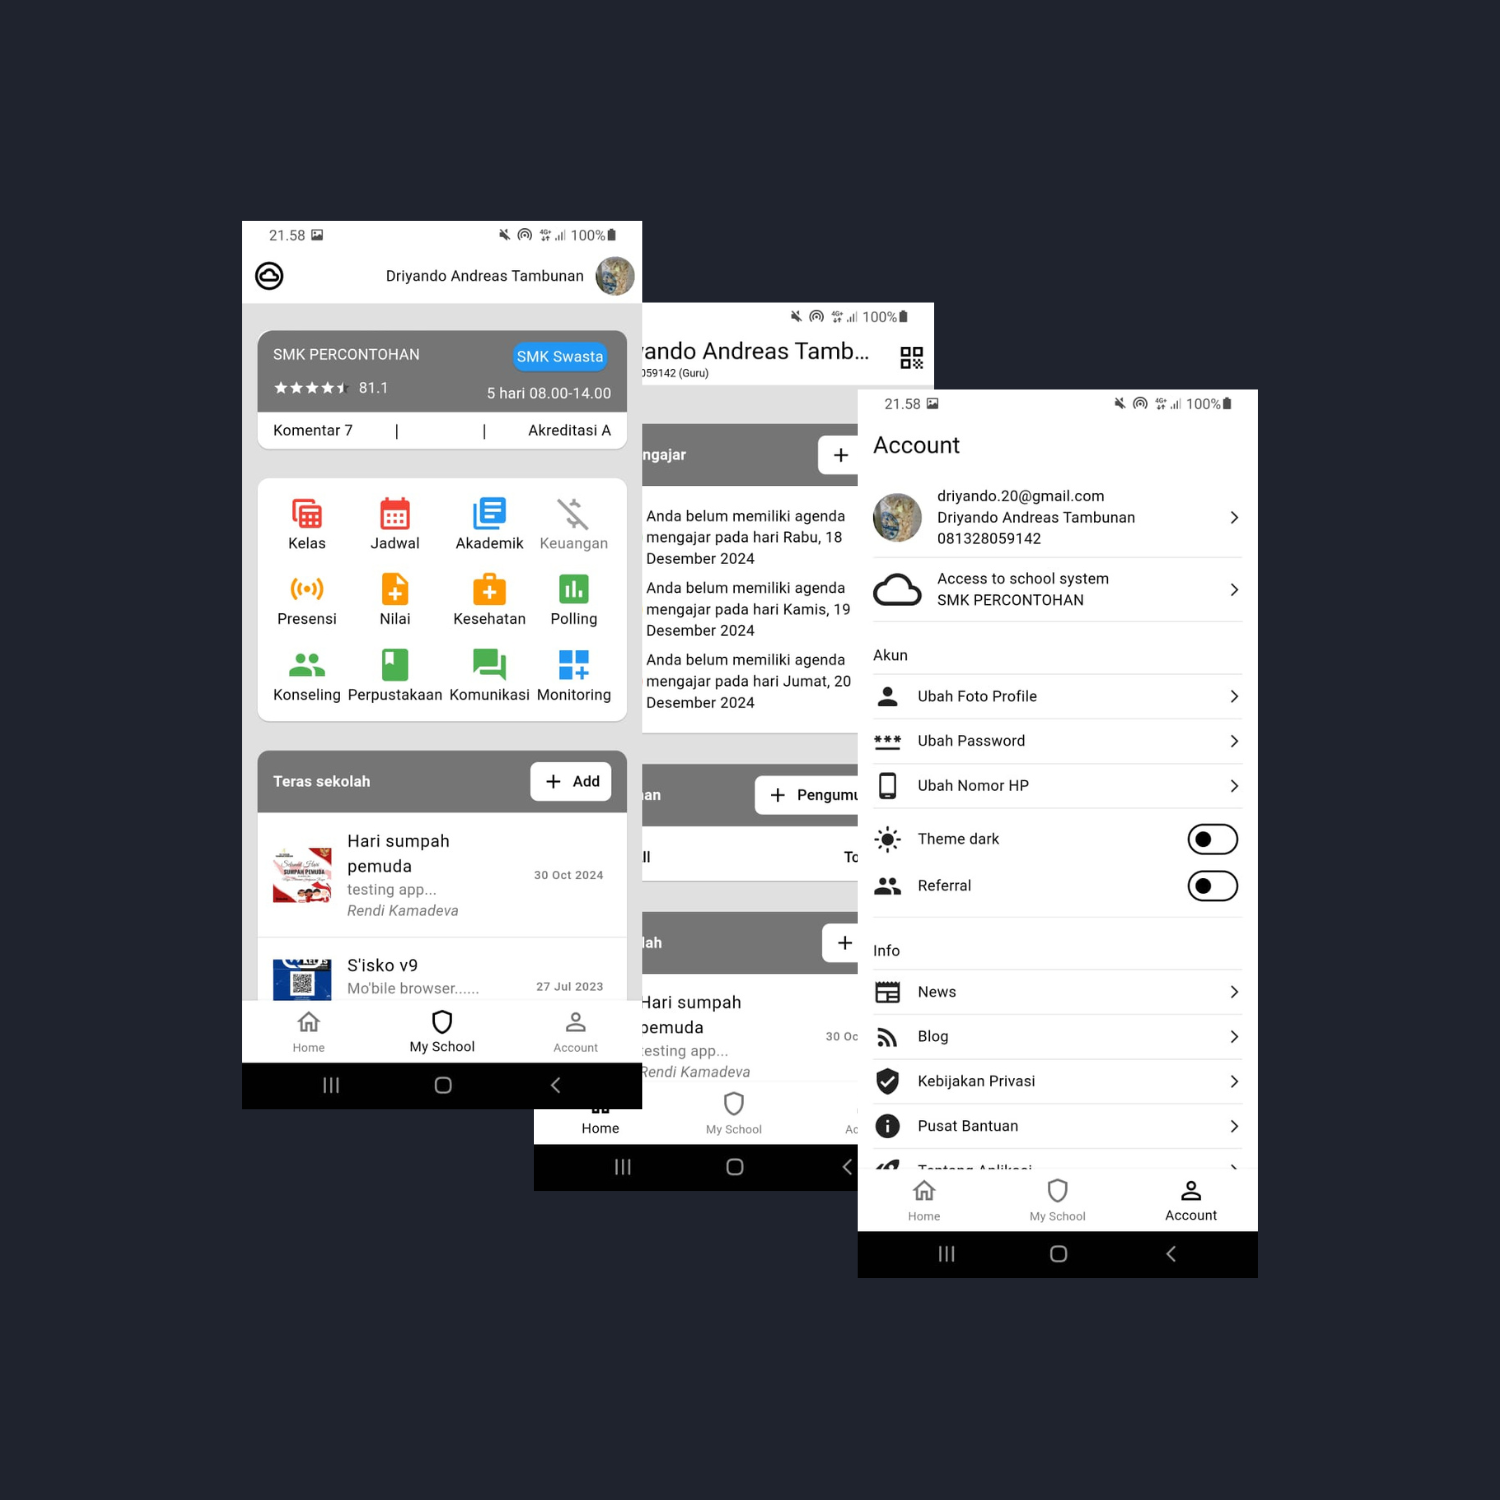 21.58
100%
Driyando Andreas Tambunan
SMK PERCONTOHAN
SMK Swasta
81.1
5 hari 08.00-14.00
Komentar 7 | | Akreditasi A
Kelas Jadwal Akademik Keuangan
Presensi Nilai Kesehatan Polling
Konseling Perpustakaan Komunikasi Monitoring
Teras sekolah
+ Add
Hari sumpah
pemuda
testing app...
Rendi Kamadeva
30 Oct 2024
SUMPAH PEMUDA
S'isko v9
Mo'bile browser......
27 Jul 2023
Home My School Account
100%
yando Andreas Tamb...
059142 (Guru)
ngajar
+
Anda belum memiliki agenda
mengajar pada hari Rabu, 18
Desember 2024
Anda belum memiliki agenda
mengajar pada hari Kamis, 19
Desember 2024
Anda belum memiliki agenda
mengajar pada hari Jumat, 20
Desember 2024
an
+ Pengumu
ll
To
lah
+
Hari sumpah
pemuda
testing app...
Rendi Kamadeva
30 Oc
Home My School Ac
21.58
4G+
100%
Account
driyando.20@gmail.com
Driyando Andreas Tambunan
081328059142
Access to school system
SMK PERCONTOHAN
Akun
Ubah Foto Profile
Ubah Password
Ubah Nomor HP
Theme dark
Referral
Info
News
Blog
Kebijakan Privasi
Pusat Bantuan
Tentang Aplikasi
Home My School Account